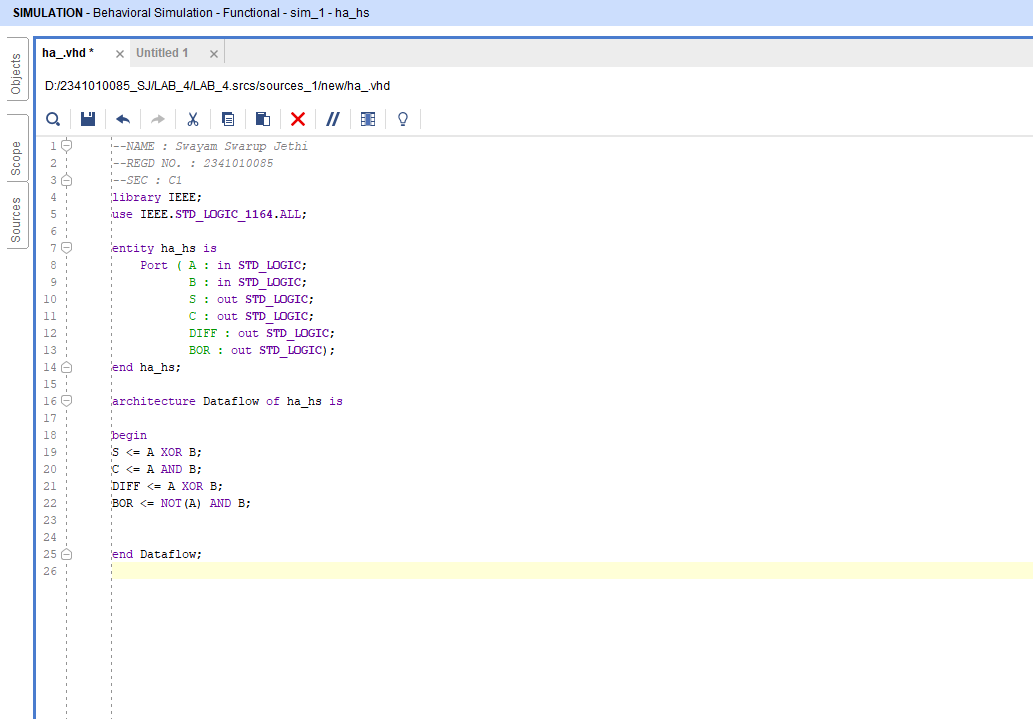 SIMULATION - Behavioral Simulation - Functional - sim_1 - ha_hs
Objects
Scope
Sources
ha_.vhd * × Untitled 1 ×
D:/2341010085_SJ/LAB_4/LAB_4.srcs/sources_1/new/ha_.vhd
1 --NAME : Swayam Swarup Jethi
2 --REGD NO. : 2341010085
3 --SEC : C1
4 library IEEE;
5 use IEEE.STD_LOGIC_1164.ALL;
6
7 entity ha_hs is
8 Port ( A : in STD_LOGIC;
9 B : in STD_LOGIC;
10 S : out STD_LOGIC;
11 C : out STD_LOGIC;
12 DIFF : out STD_LOGIC;
13 BOR : out STD_LOGIC);
14 end ha_hs;
15
16 architecture Dataflow of ha_hs is
17
18 begin
19 S <= A XOR B;
20 C <= A AND B;
21 DIFF <= A XOR B;
22 BOR <= NOT(A) AND B;
23
24
25 end Dataflow;
26